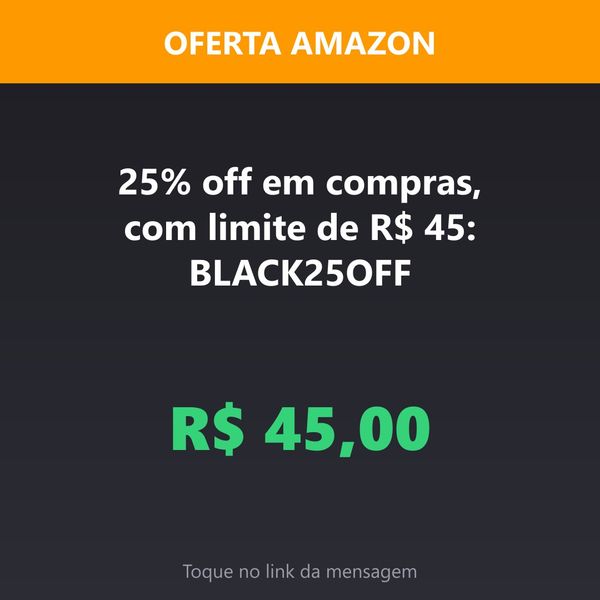 OFERTA AMAZON
25% off em compras,
com limite de R$ 45:
BLACK25OFF
R$ 45,00
Toque no link da mensagem